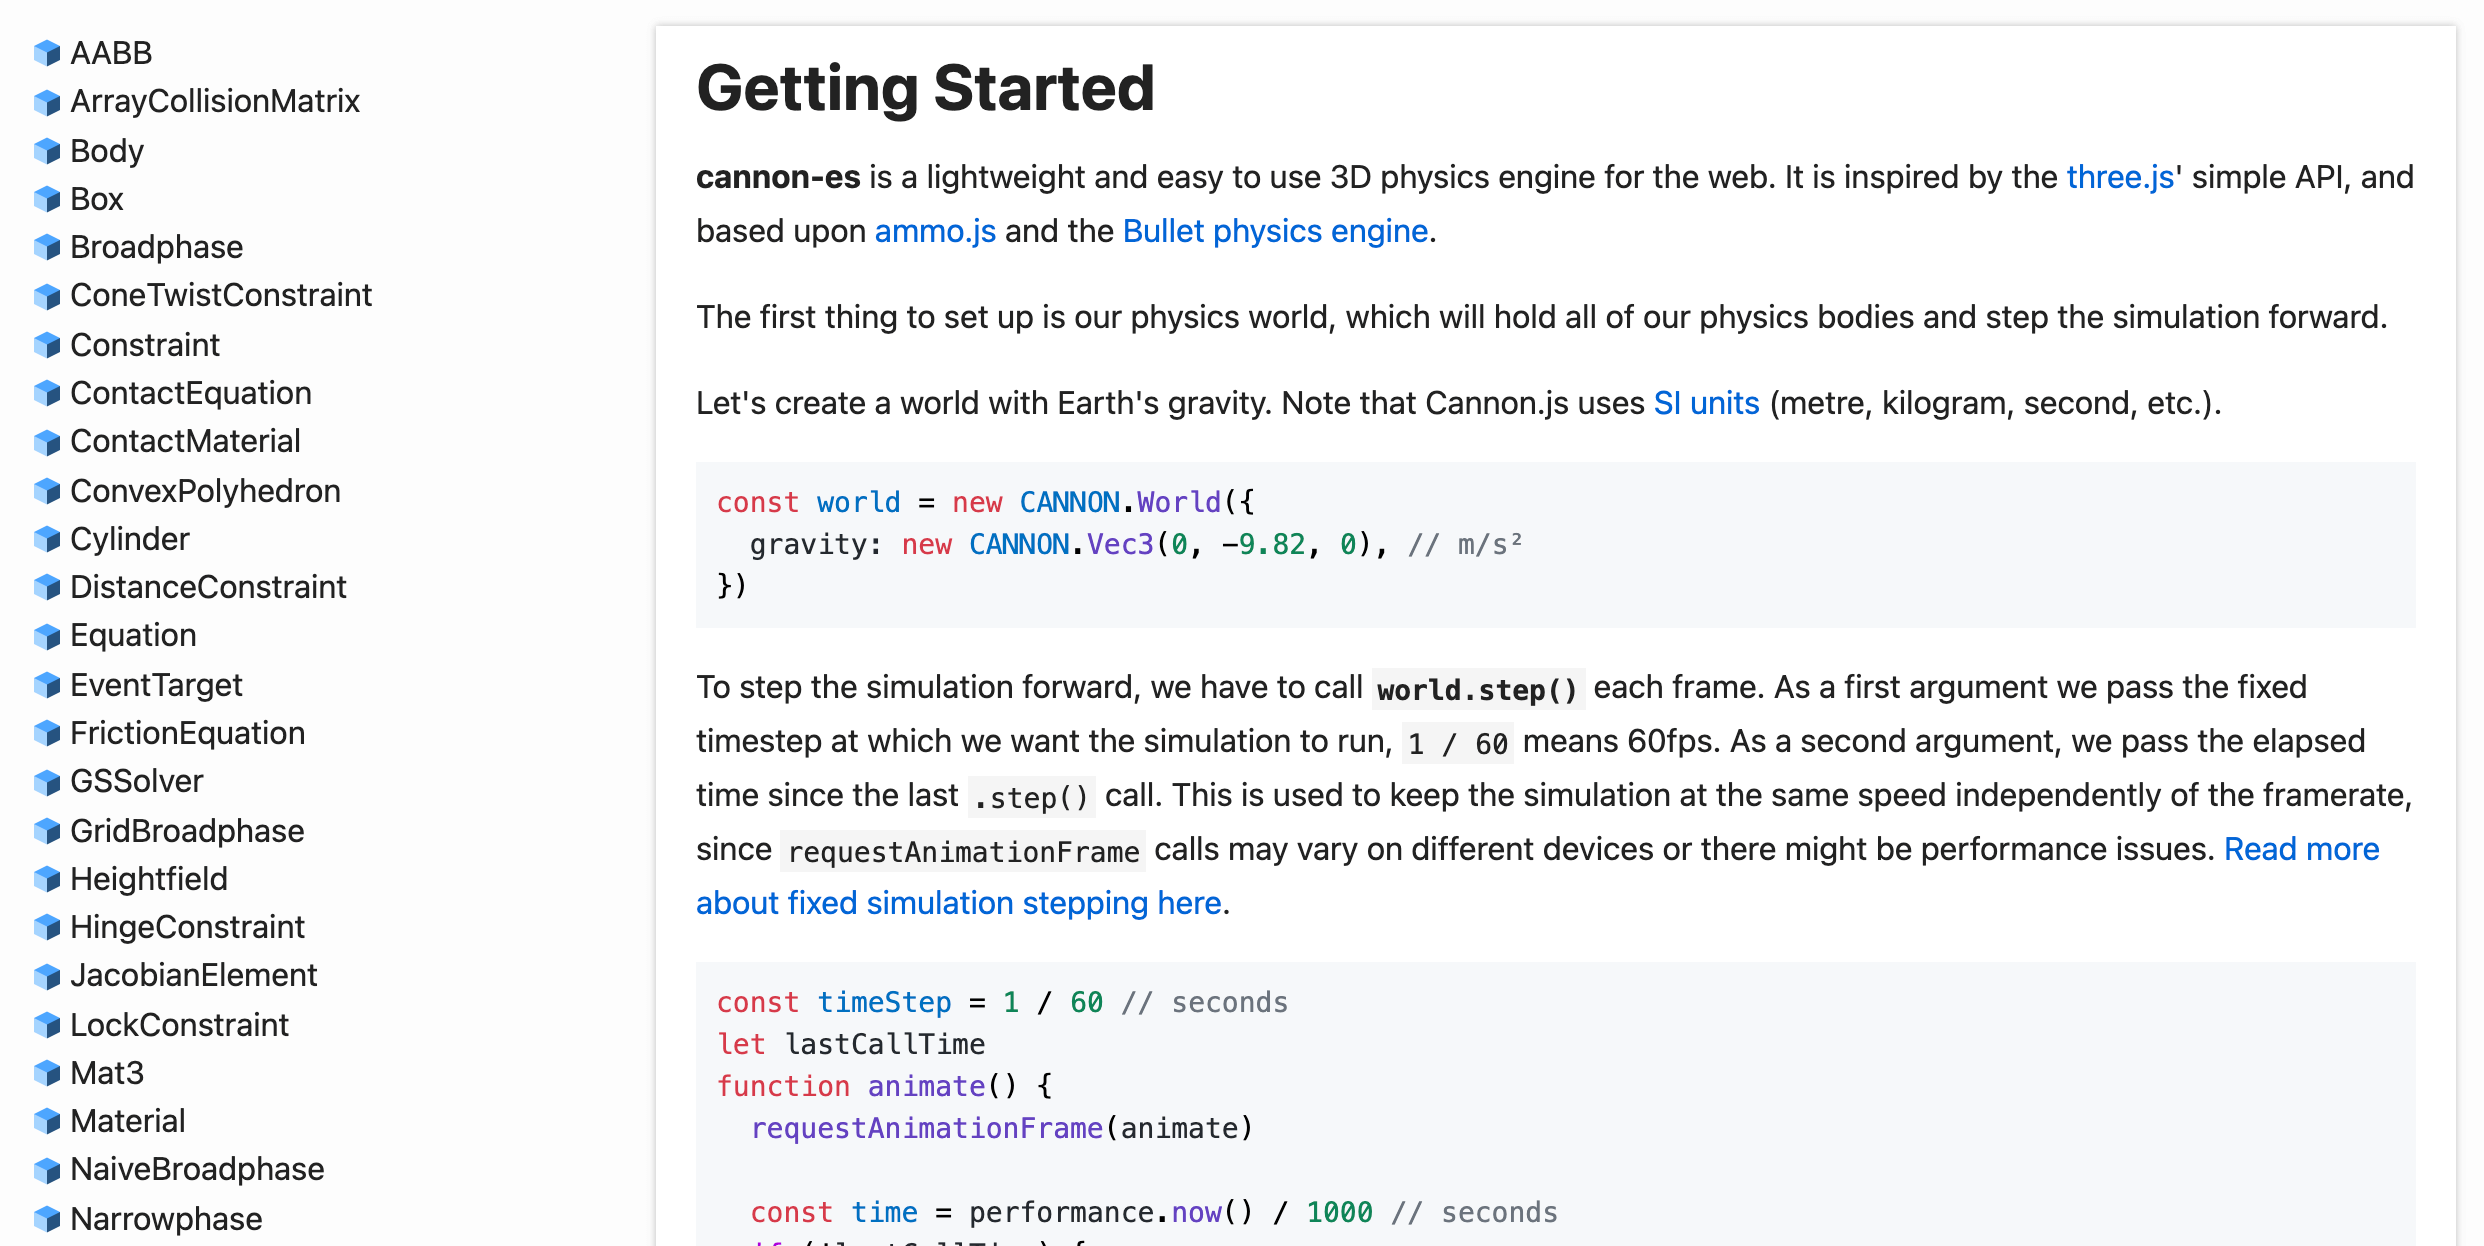 AABB
ArrayCollisionMatrix
Body
Box
Broadphase
ConeTwistConstraint
Constraint
ContactEquation
ContactMaterial
ConvexPolyhedron
Cylinder
DistanceConstraint
Equation
EventTarget
FrictionEquation
GSSolver
GridBroadphase
Heightfield
HingeConstraint
JacobianElement
LockConstraint
Mat3
Material
NaiveBroadphase
Narrowphase
Getting Started
cannon-es is a lightweight and easy to use 3D physics engine for the web. It is inspired by the three.js' simple API, and
based upon ammo.js and the Bullet physics engine.
The first thing to set up is our physics world, which will hold all of our physics bodies and step the simulation forward.
Let's create a world with Earth's gravity. Note that Cannon.js uses SI units (metre, kilogram, second, etc.).
const world = new CANNON.World({
  gravity: new CANNON.Vec3(0, -9.82, 0), // m/s²
})
To step the simulation forward, we have to call world.step() each frame. As a first argument we pass the fixed
timestep at which we want the simulation to run, 1 / 60 means 60fps. As a second argument, we pass the elapsed
time since the last .step() call. This is used to keep the simulation at the same speed independently of the framerate,
since requestAnimationFrame calls may vary on different devices or there might be performance issues. Read more
about fixed simulation stepping here.
const timeStep = 1 / 60 // seconds
let lastCallTime
function animate() {
  requestAnimationFrame(animate)
  const time = performance.now() / 1000 // seconds